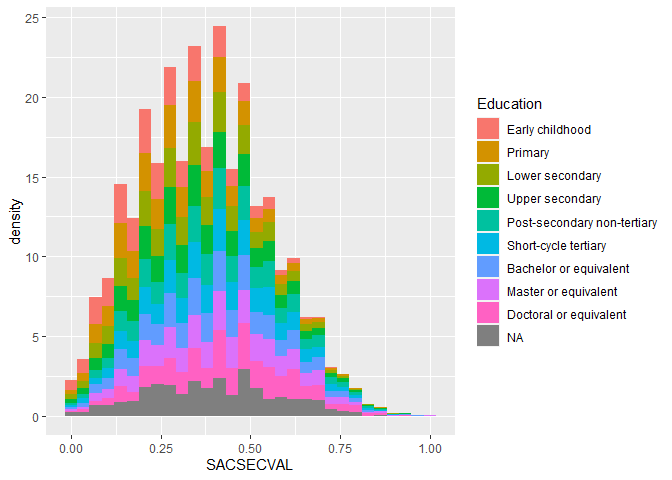 25
20
15
10
5
0
density
0.00 0.25 0.50 0.75 1.00
SACSECVAL
Education
Early childhood
Primary
Lower secondary
Upper secondary
Post-secondary non-tertiary
Short-cycle tertiary
Bachelor or equivalent
Master or equivalent
Doctoral or equivalent
NA